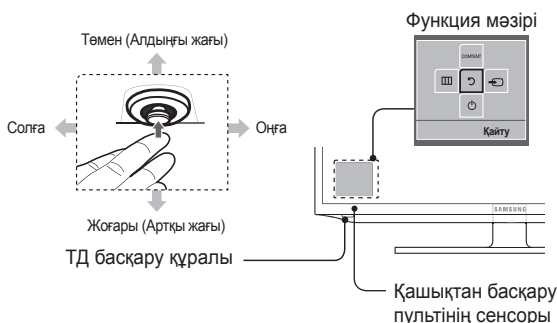 Функция мәзірі
Төмен (Алдыңғы жағы)
CONTENT
Солға
Оңға
Қайту
Жоғары (Артқы жағы)
SAMSUNG
ТД басқару құралы
Қашықтан басқару
пультінің сенсоры